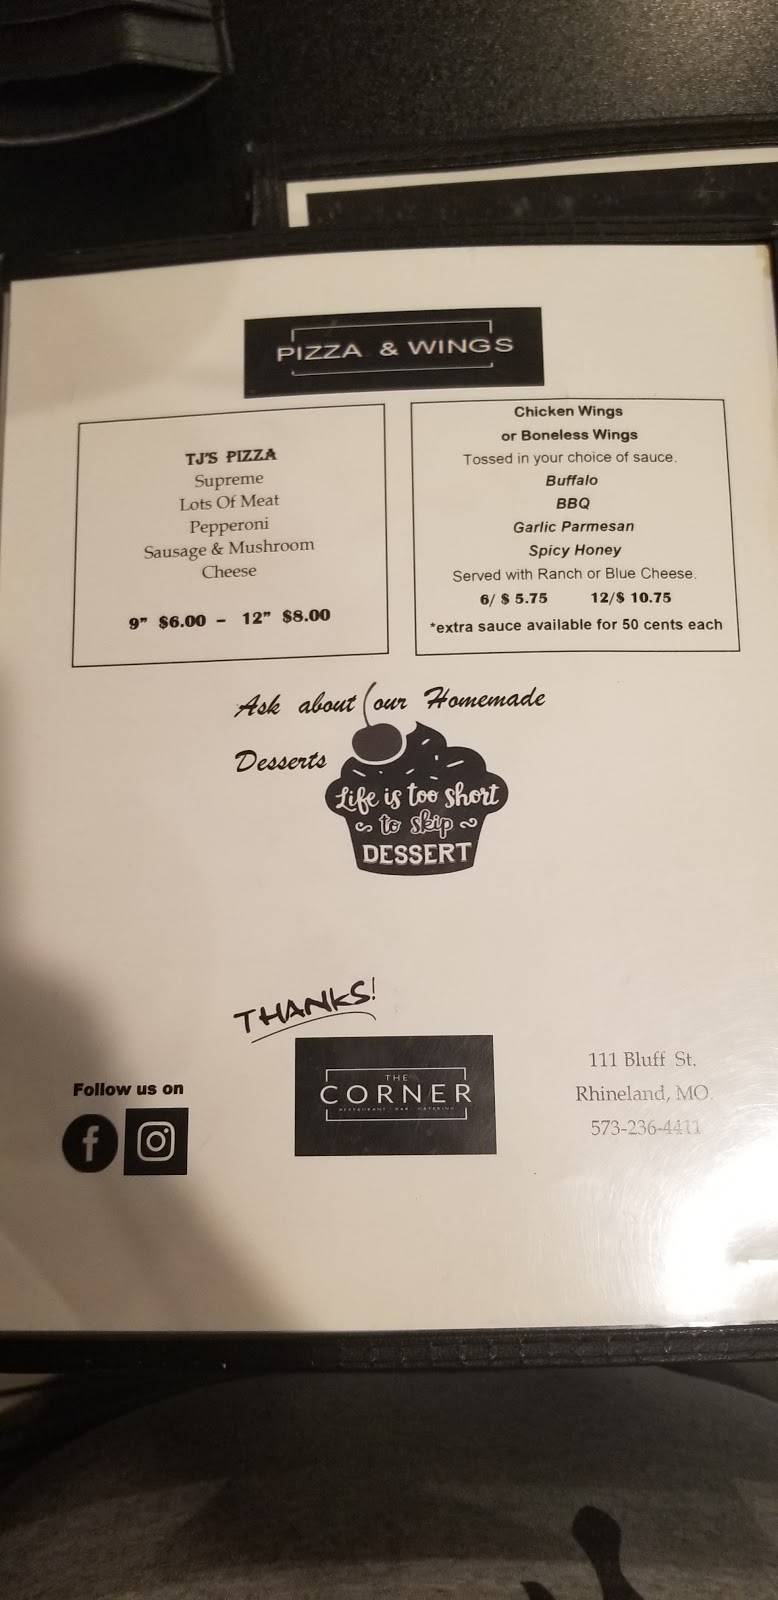 PIZZA & WINGS
TJ'S PIZZA
Supreme
Lots Of Meat
Pepperoni
Sausage & Mushroom
Cheese
9" $6.00 - 12" $8.00
Chicken Wings
or Boneless Wings
Tossed in your choice of sauce.
Buffalo
BBQ
Garlic Parmesan
Spicy Honey
Served with Ranch or Blue Cheese.
6/ $ 5.75 12/$ 10.75
*extra sauce available for 50 cents each
Ask about our Homemade
Desserts
Life is too short
to skip
DESSERT
THANKS!
Follow us on
THE
CORNER
RESTAURANT BAR CATERING
111 Bluff St.
Rhineland, MO.
573-236-4411